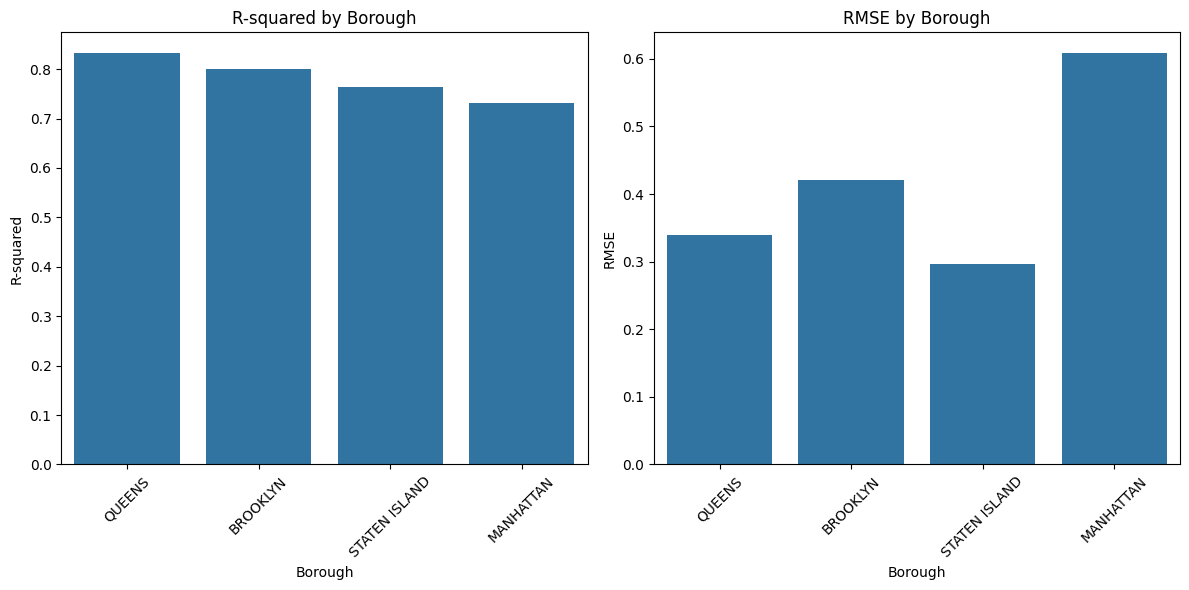 R-squared by Borough
R-squared
0.8
0.7
0.6
0.5
0.4
0.3
0.2
0.1
0.0
QUEENS
BROOKLYN
STATEN ISLAND
MANHATTAN
Borough
RMSE by Borough
RMSE
0.6
0.5
0.4
0.3
0.2
0.1
0.0
QUEENS
BROOKLYN
STATEN ISLAND
MANHATTAN
Borough